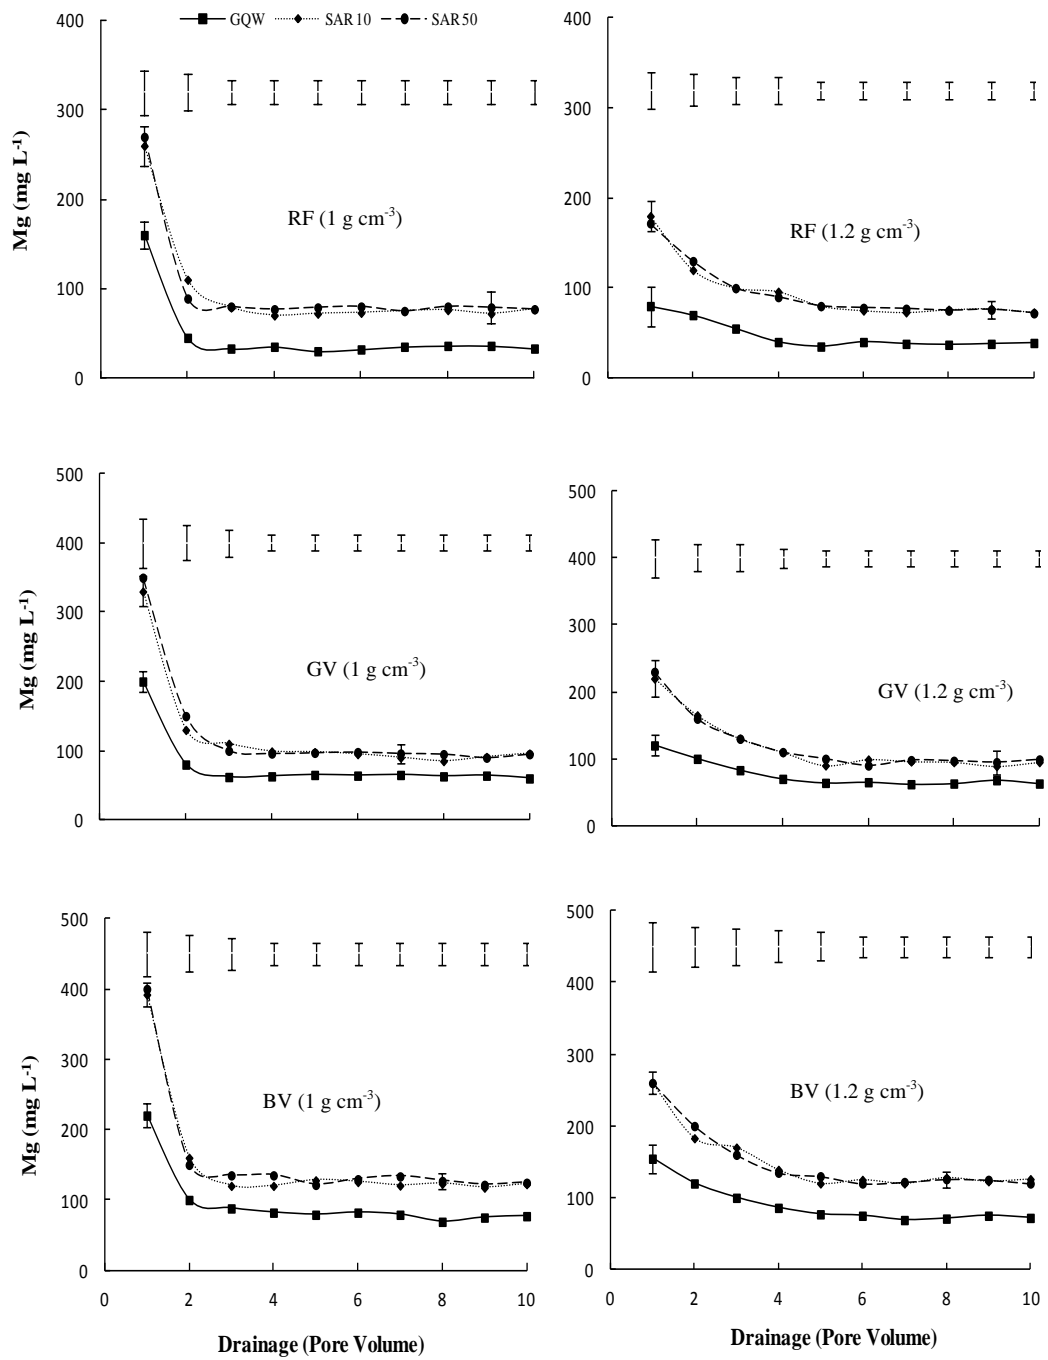 GQW SAR10 SAR50
400
300
200
100
0
Mg (mg L-1)
RF (1 g cm-3)
400
300
200
100
0
RF (1.2 g cm-3)
500
400
300
200
100
0
Mg (mg L-1)
GV (1 g cm-3)
500
400
300
200
100
0
GV (1.2 g cm-3)
500
400
300
200
100
0
Mg (mg L-1)
BV (1 g cm-3)
0 2 4 6 8 10
Drainage (Pore Volume)
500
400
300
200
100
0
BV (1.2 g cm-3)
0 2 4 6 8 10
Drainage (Pore Volume)